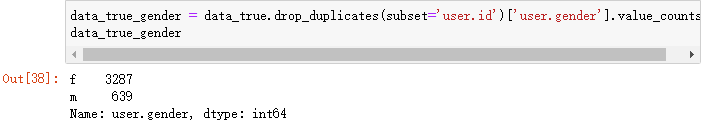 data_true_gender = data_true.drop_duplicates(subset='user.id')['user.gender'].value_counts
data_true_gender
Out[38]: f 3287
m 639
Name: user.gender, dtype: int64